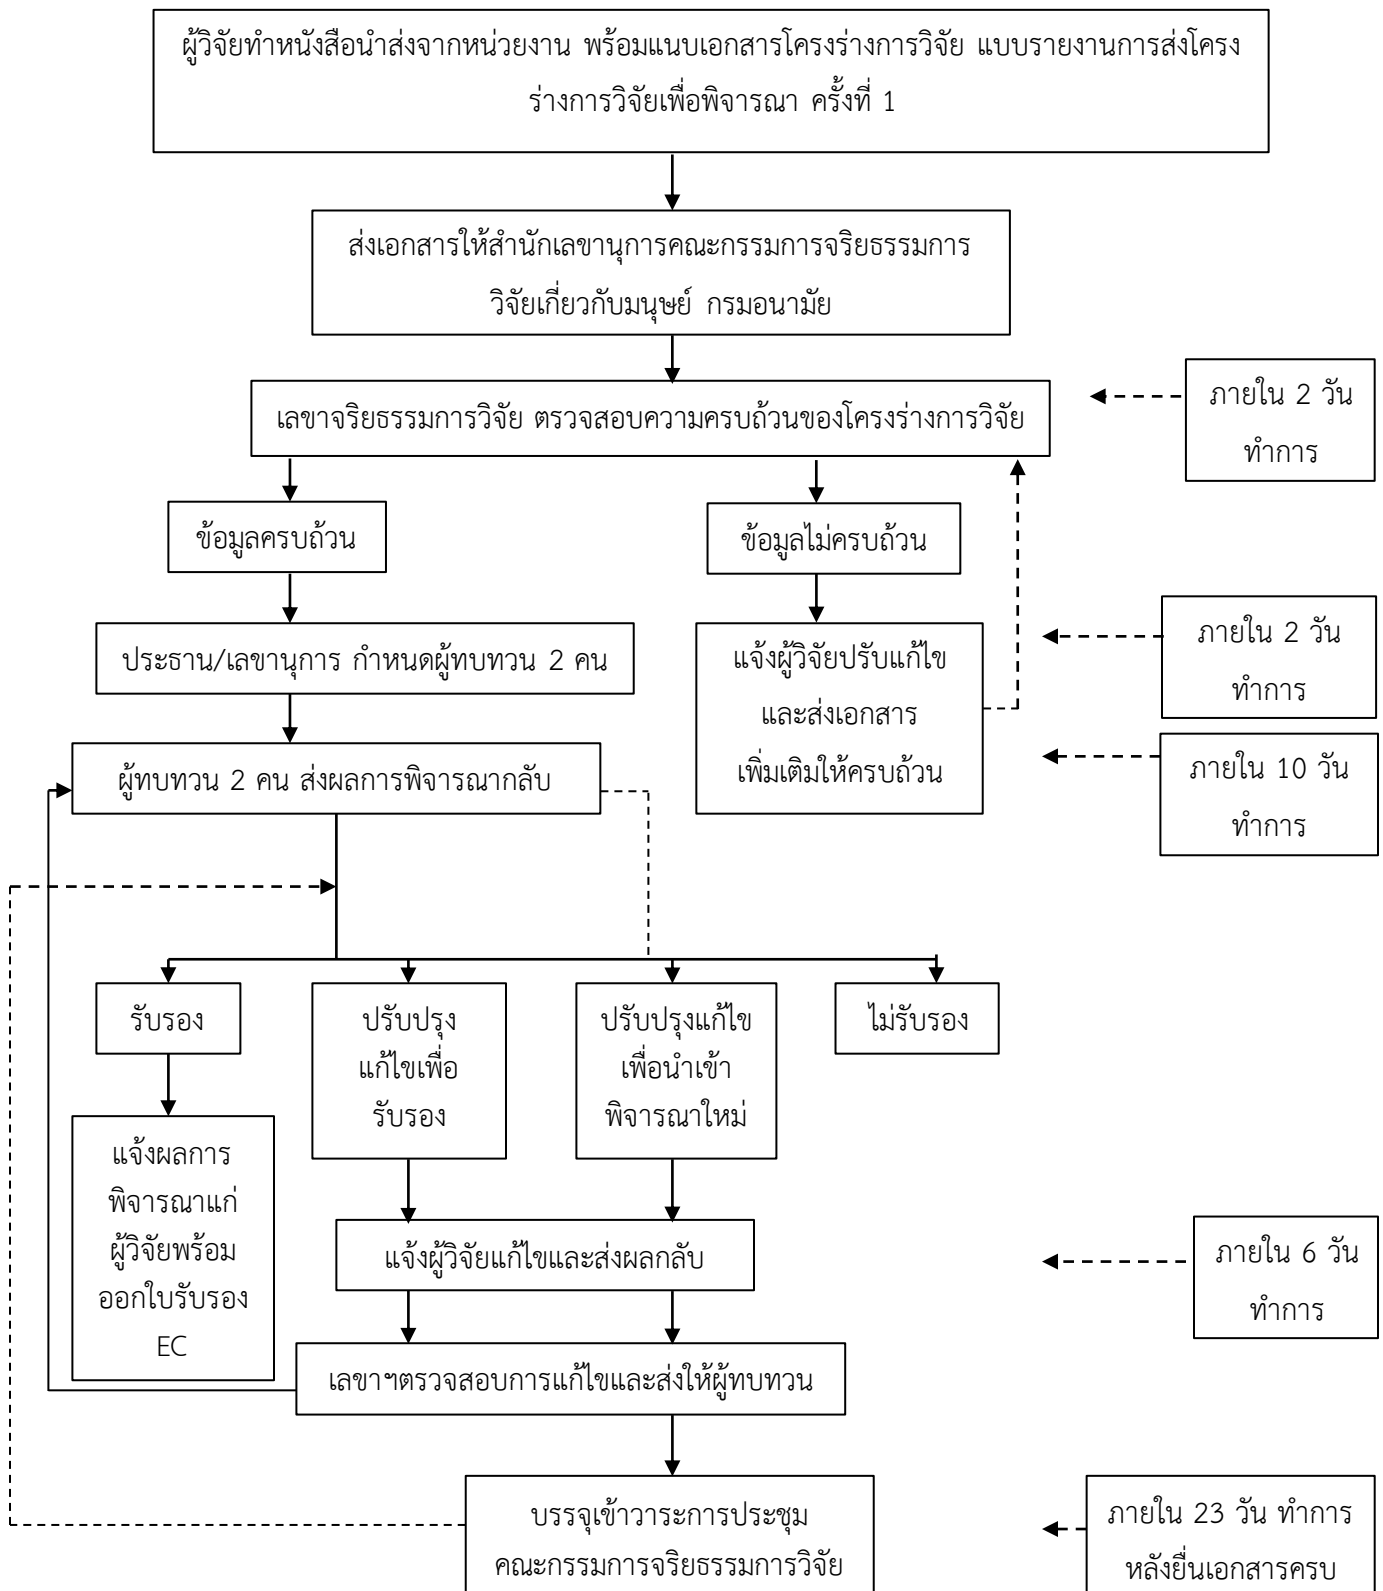 ผู้วิจัยทำหนังสือนำส่งจากหน่วยงาน พร้อมแนบเอกสารโครงร่างการวิจัย แบบรายงานการส่งโครง
ร่างการวิจัยเพื่อพิจารณา ครั้งที่ 1
ส่งเอกสารให้สำนักเลขานุการคณะกรรมการจริยธรรมการ
วิจัยเกี่ยวกับมนุษย์ กรมอนามัย
เลขาจริยธรรมการวิจัย ตรวจสอบความครบถ้วนของโครงร่างการวิจัย
ภายใน 2 วัน
ทำการ
ข้อมูลครบถ้วน
ข้อมูลไม่ครบถ้วน
ประธาน/เลขานุการ กำหนดผู้ทบทวน 2 คน
แจ้งผู้วิจัยปรับแก้ไข
และส่งเอกสาร
เพิ่มเติมให้ครบถ้วน
ภายใน 2 วัน
ทำการ
ผู้ทบทวน 2 คน ส่งผลการพิจารณากลับ
ภายใน 10 วัน
ทำการ
รับรอง
ปรับปรุง
แก้ไขเพื่อ
รับรอง
ปรับปรุงแก้ไข
เพื่อนำเข้า
พิจารณาใหม่
ไม่รับรอง
แจ้งผลการ
พิจารณาแก่
ผู้วิจัยพร้อม
ออกใบรับรอง
EC
แจ้งผู้วิจัยแก้ไขและส่งผลกลับ
ภายใน 6 วัน
ทำการ
เลขาฯตรวจสอบการแก้ไขและส่งให้ผู้ทบทวน
บรรจุเข้าวาระการประชุม
คณะกรรมการจริยธรรมการวิจัย
ภายใน 23 วัน ทำการ
หลังยื่นเอกสารครบ